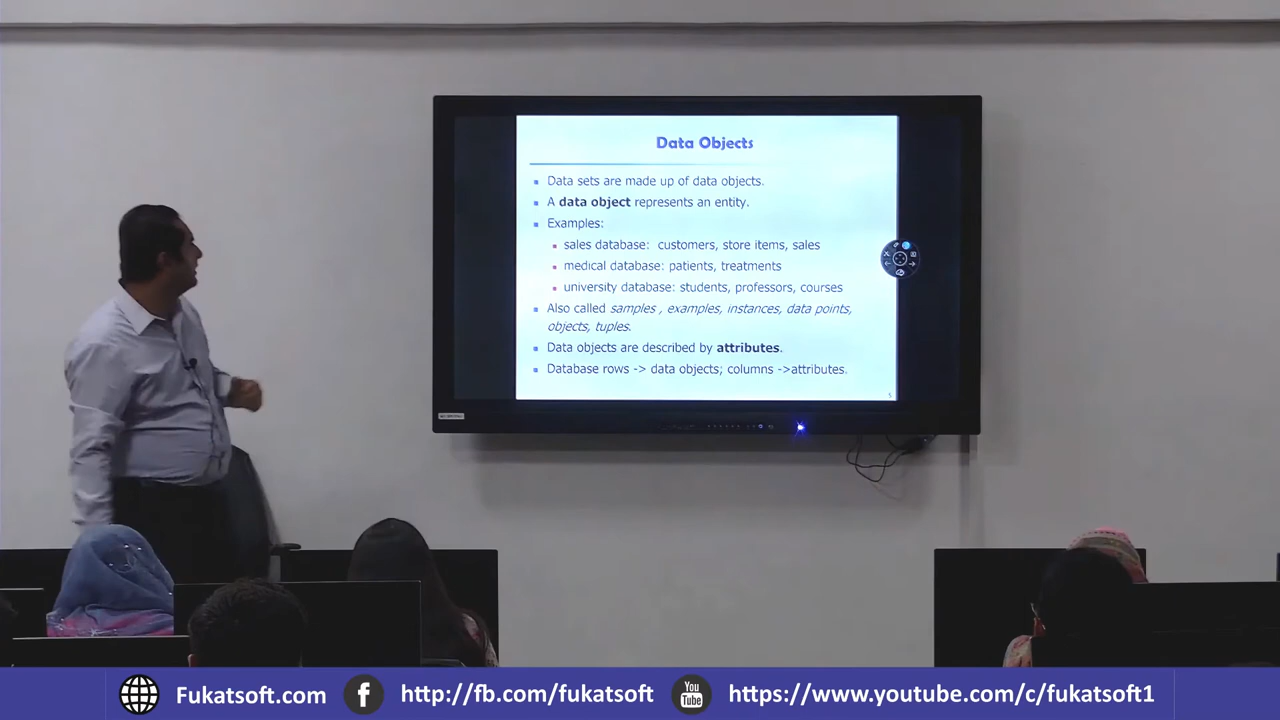 Data Objects
Data sets are made up of data objects.
A data object represents an entity.
Examples:
sales database: customers, store items, sales
medical database: patients, treatments
university database: students, professors, courses
Also called samples , examples, instances, data points,
objects, tuples.
Data objects are described by attributes.
Database rows -> data objects; columns ->attributes.
5
Fukatsoft.com
f
http://fb.com/fukatsoft
You
Tube
https://www.youtube.com/c/fukatsoft1